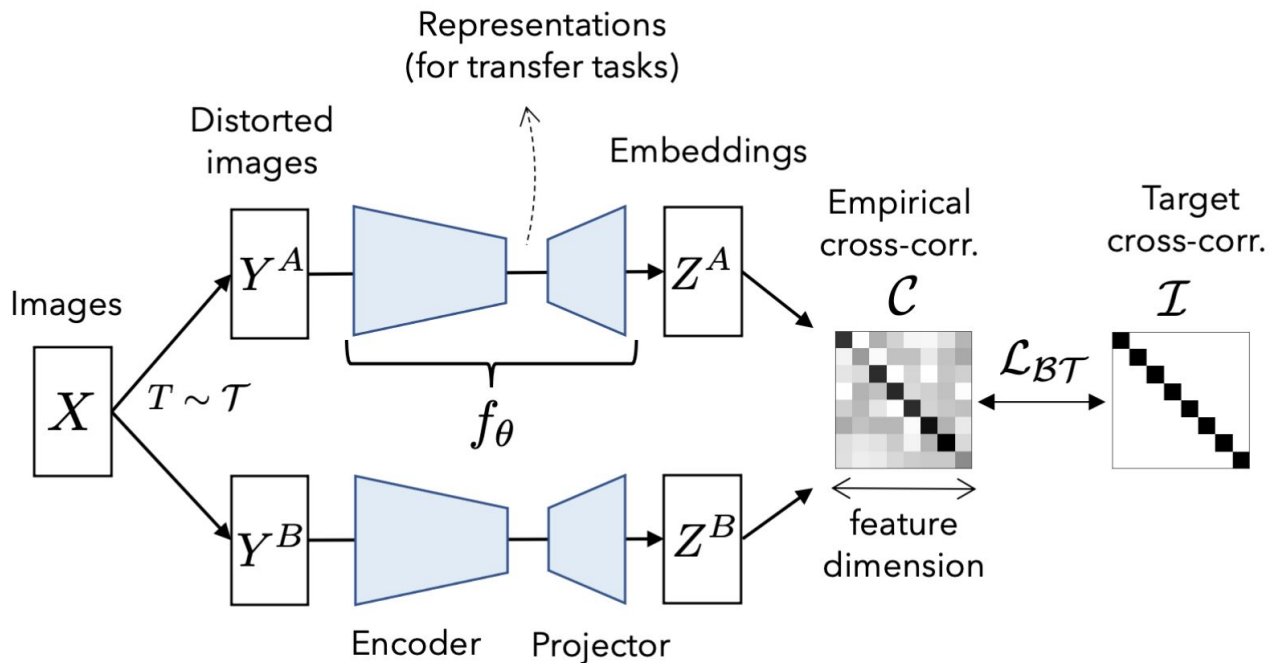 Representations
(for transfer tasks)
Distorted
images
Embeddings
Empirical
cross-corr.
Target
cross-corr.
Images
Y^A
Z^A
𝒞
ℐ
X
T ∼ 𝒯
f_θ
ℒ_ℬ𝒯
Y^B
Z^B
feature
dimension
Encoder
Projector